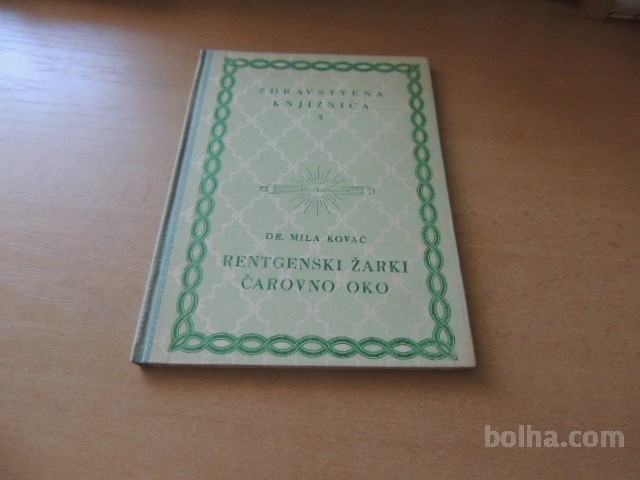 ZDRAVSTVENA
KNJIŽNICA
3
DR. MILA KOVAČ
RENTGENSKI ŽARKI
ČAROVNO OKO
bolha.com